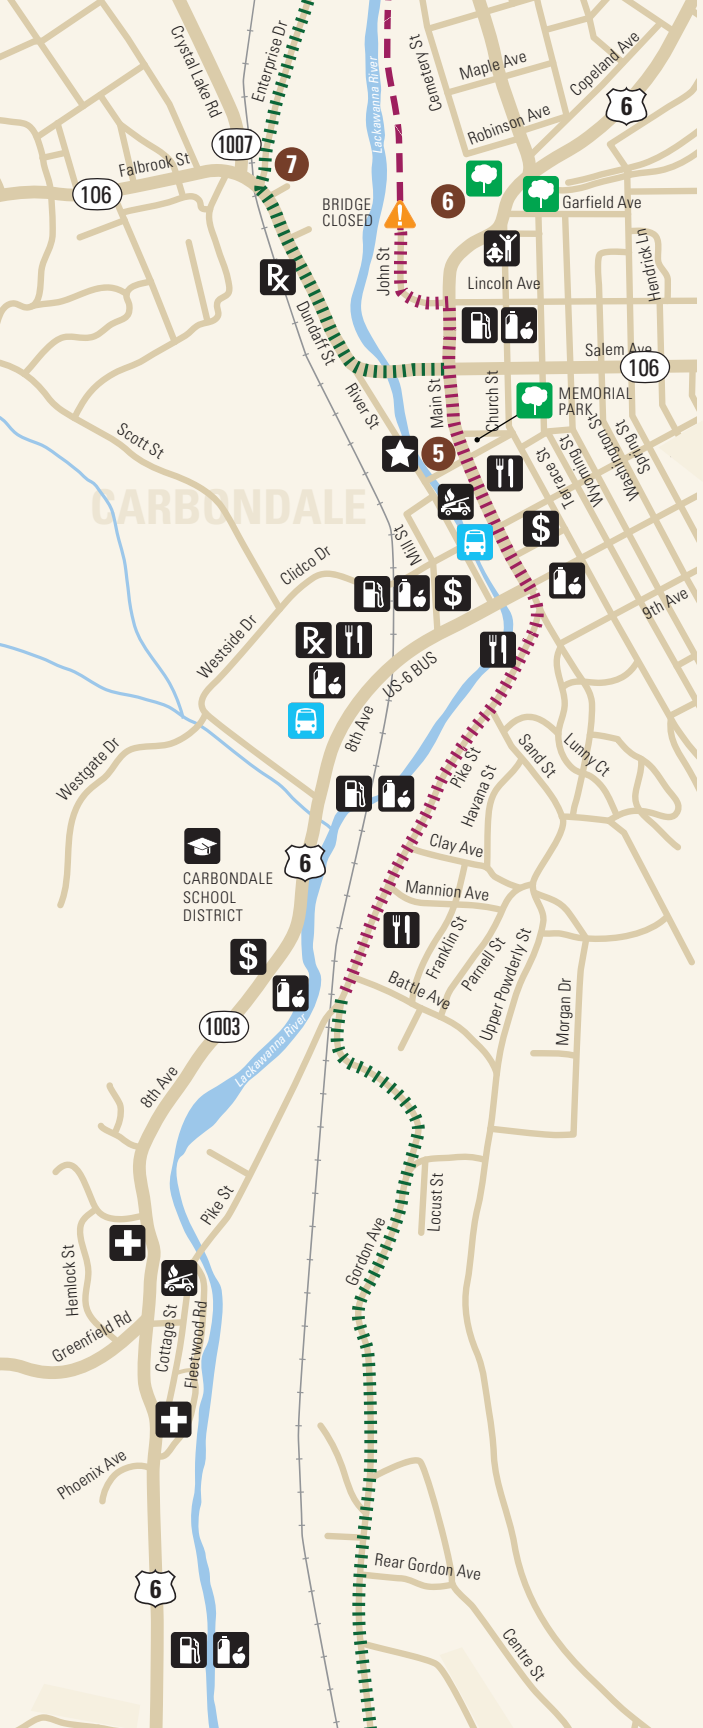 Crystal Lake Rd
Enterprise Dr
Lackawanna River
Cemetery St
Maple Ave
Copeland Ave
6
Robinson Ave
1007
7
Falbrook St
106
BRIDGE
CLOSED
6
Garfield Ave
John St
Hendrick Ln
Lincoln Ave
Rx
Dundaff St
Salem Ave
106
River St
Main St
Church St
MEMORIAL
PARK
Scott St
5
Terrace St
Wyoming St
Washington St
Spring St
CARBONDALE
Mill St
$
Clidco Dr
$
9th Ave
Westside Dr
Rx
US-6 BUS
8th Ave
Westgate Dr
Pike St
Sand St
Lunny Ct
Havana St
Clay Ave
6
CARBONDALE
SCHOOL
DISTRICT
Mannion Ave
Franklin St
Parnell St
Upper Powderly St
$
Battle Ave
Morgan Dr
1003
Lackawanna River
8th Ave
Pike St
Locust St
Gordon Ave
Hemlock St
Greenfield Rd
Cottage St
Fleetwood Rd
Phoenix Ave
Rear Gordon Ave
6
Centre St